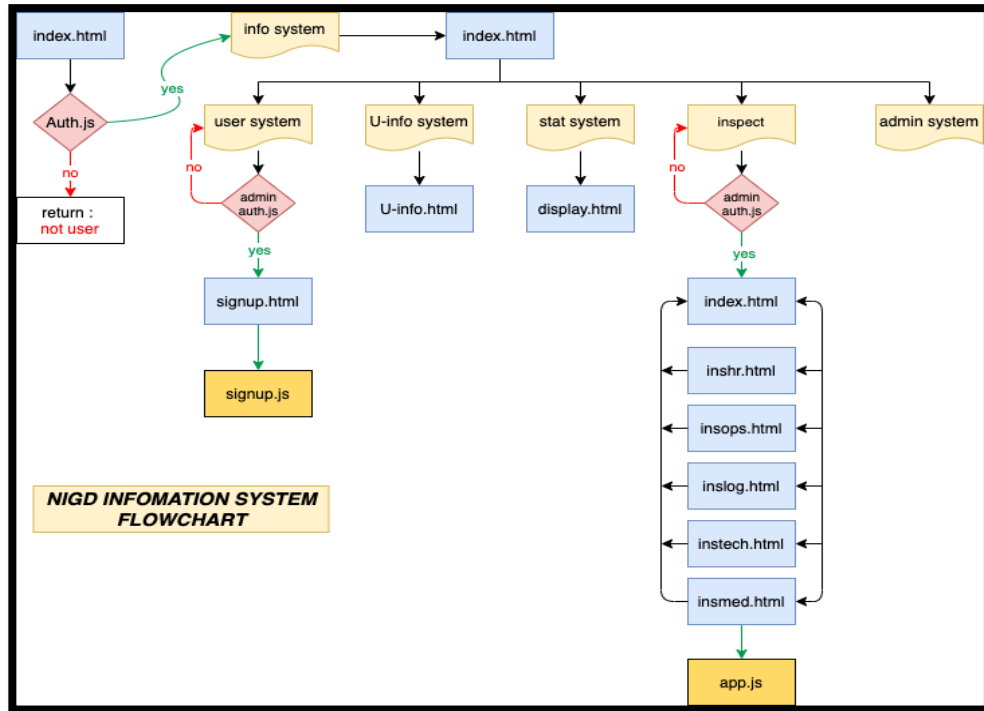 index.html
info system
index.html
yes
Auth.js
user system
U-info system
stat system
inspect
admin system
no
no
no
return :
not user
admin
auth.js
U-info.html
display.html
admin
auth.js
yes
yes
signup.html
index.html
signup.js
inshr.html
insops.html
inslog.html
NIGD INFOMATION SYSTEM
FLOWCHART
instech.html
insmed.html
app.js